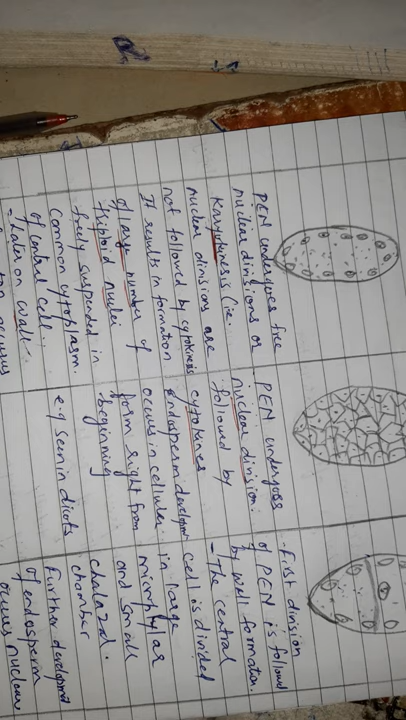 PEN undergoes free
nuclear divisions or
Karyokinesis (i.e.
nuclear divisions are
not followed by cytokinesis
It results in formation
of large number of
triploid nuclei
freely suspended in
common cytoplasm
of central cell.
- Later on wall
occurs
PEN undergoes
nuclear division
followed by
cytokines
endosperm develop
occurs in cellular
form right from
beginning
e.g seen in dicots
- First division
of PEN is followed
by wall formation.
- The central
cell is divided
in large
micropylar
and small
chalazal.
chamber
Further development
of endosperm
occurs nuclear